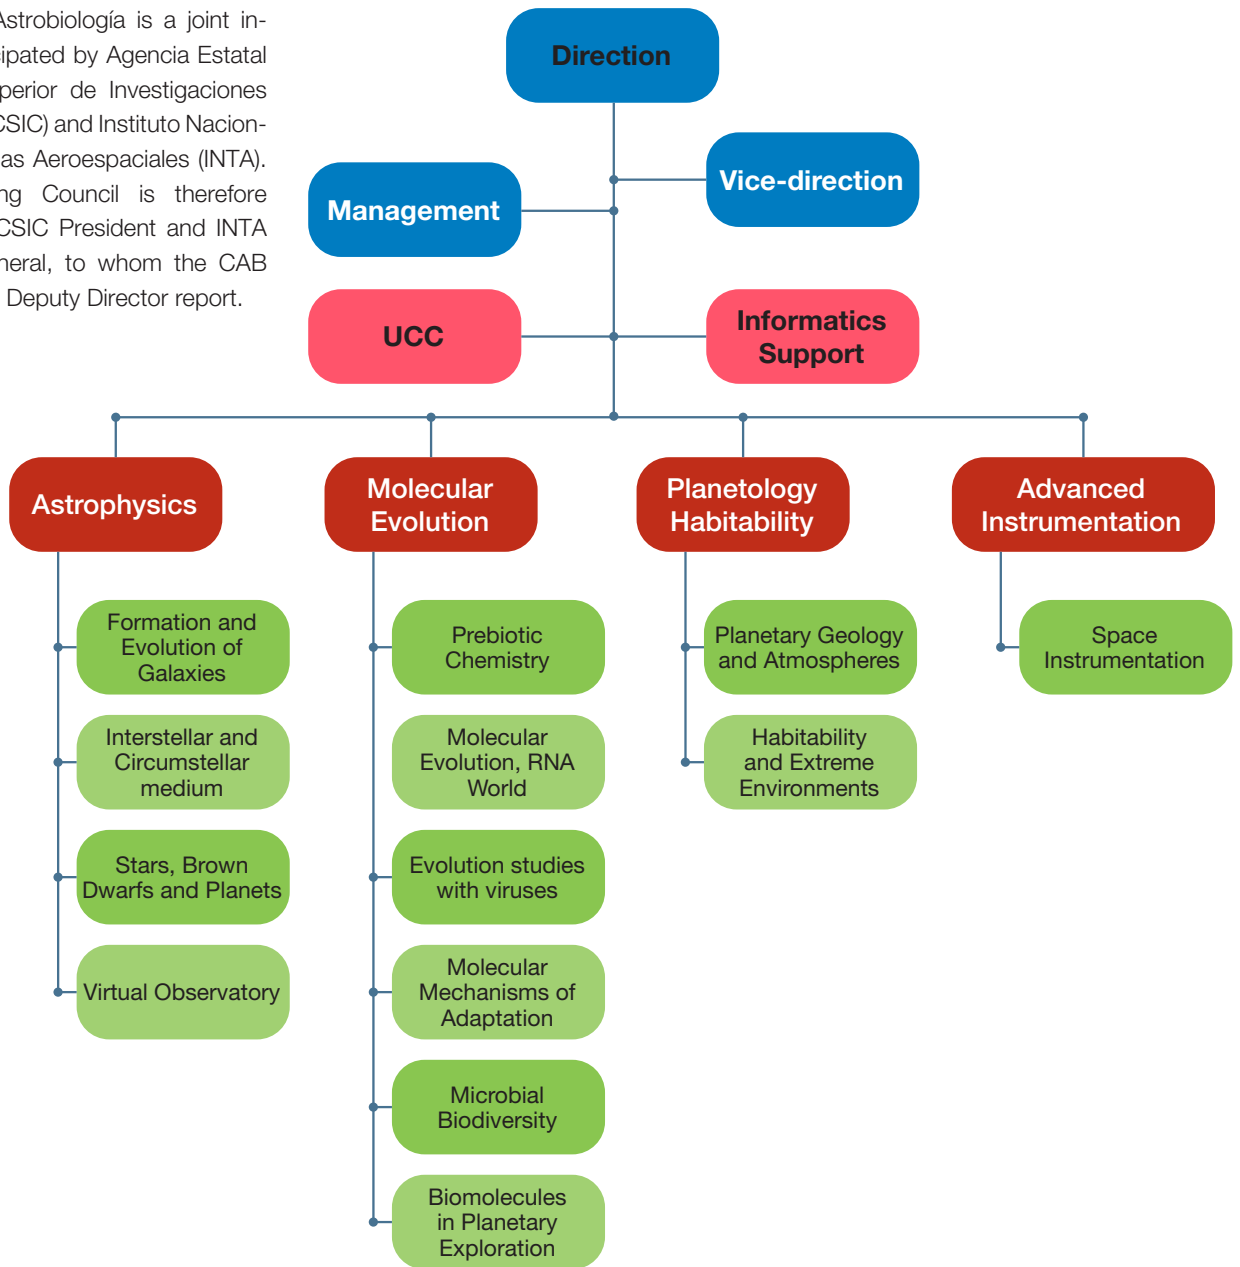 Astrobiología is a joint in-
cipated by Agencia Estatal
perior de Investigaciones
CSIC) and Instituto Nacion-
as Aeroespaciales (INTA).
ng Council is therefore
CSIC President and INTA
neral, to whom the CAB
Deputy Director report.
Direction
Vice-direction
Management
UCC
Informatics
Support
Astrophysics
Molecular
Evolution
Planetology
Habitability
Advanced
Instrumentation
Formation and
Evolution of
Galaxies
Interstellar and
Circumstellar
medium
Stars, Brown
Dwarfs and Planets
Virtual Observatory
Prebiotic
Chemistry
Molecular
Evolution, RNA
World
Evolution studies
with viruses
Molecular
Mechanisms of
Adaptation
Microbial
Biodiversity
Biomolecules
in Planetary
Exploration
Planetary Geology
and Atmospheres
Habitability
and Extreme
Environments
Space
Instrumentation